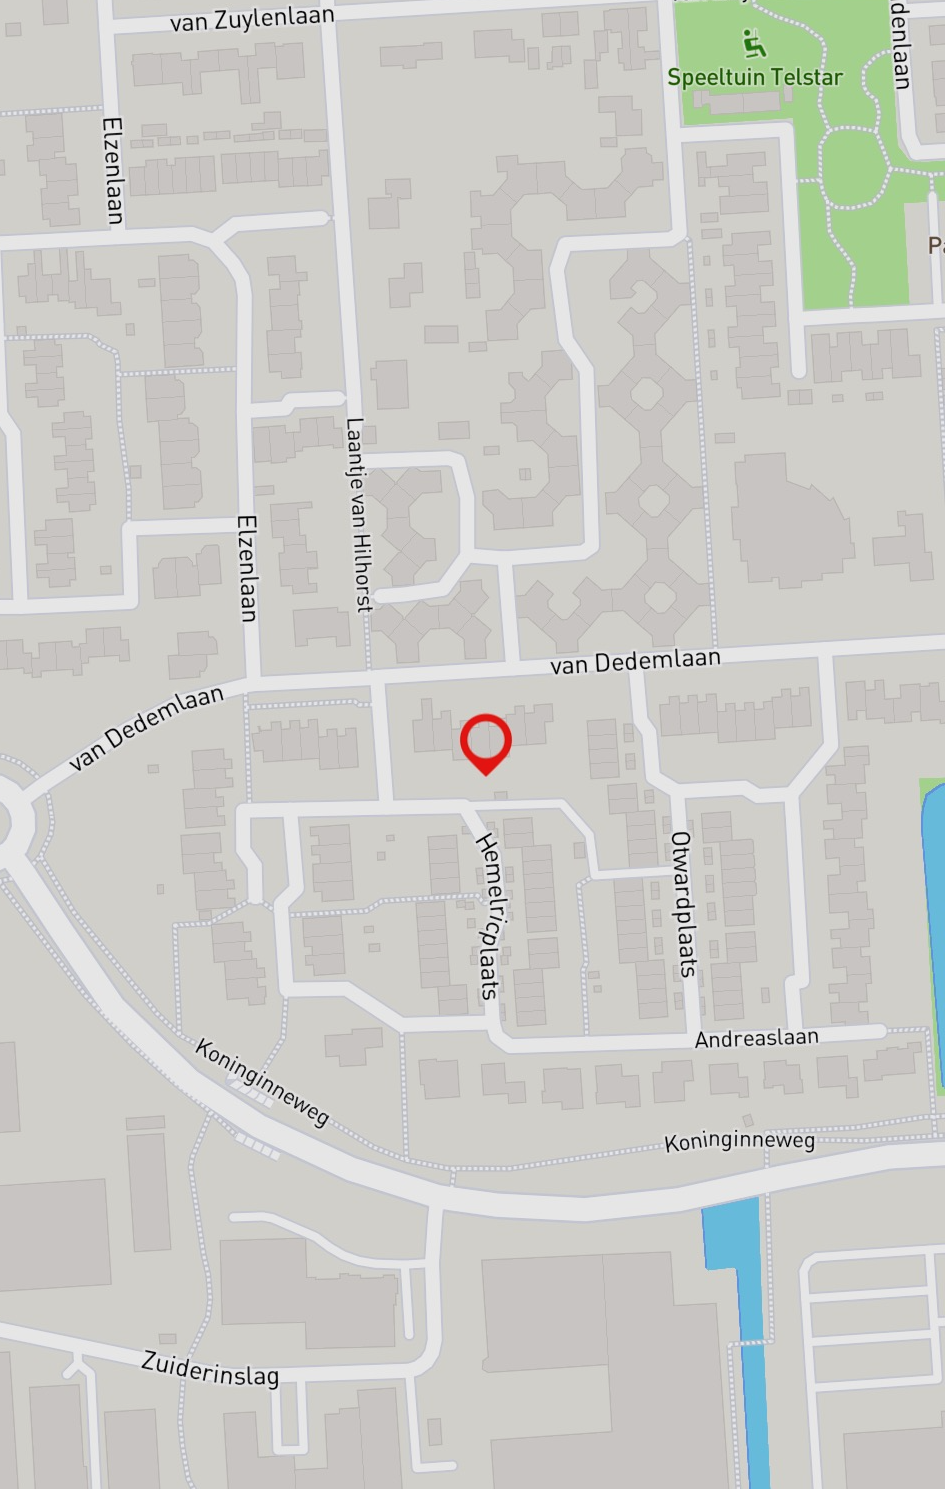 van Zuylenlaan
Speeltuin Telstar
Elzenlaan
Laantje van Hilhorst
Elzenlaan
van Dedemlaan
van Dedemlaan
Hemelricplaats
Otwardplaats
Andreaslaan
Koninginneweg
Koninginneweg
Zuiderinslag